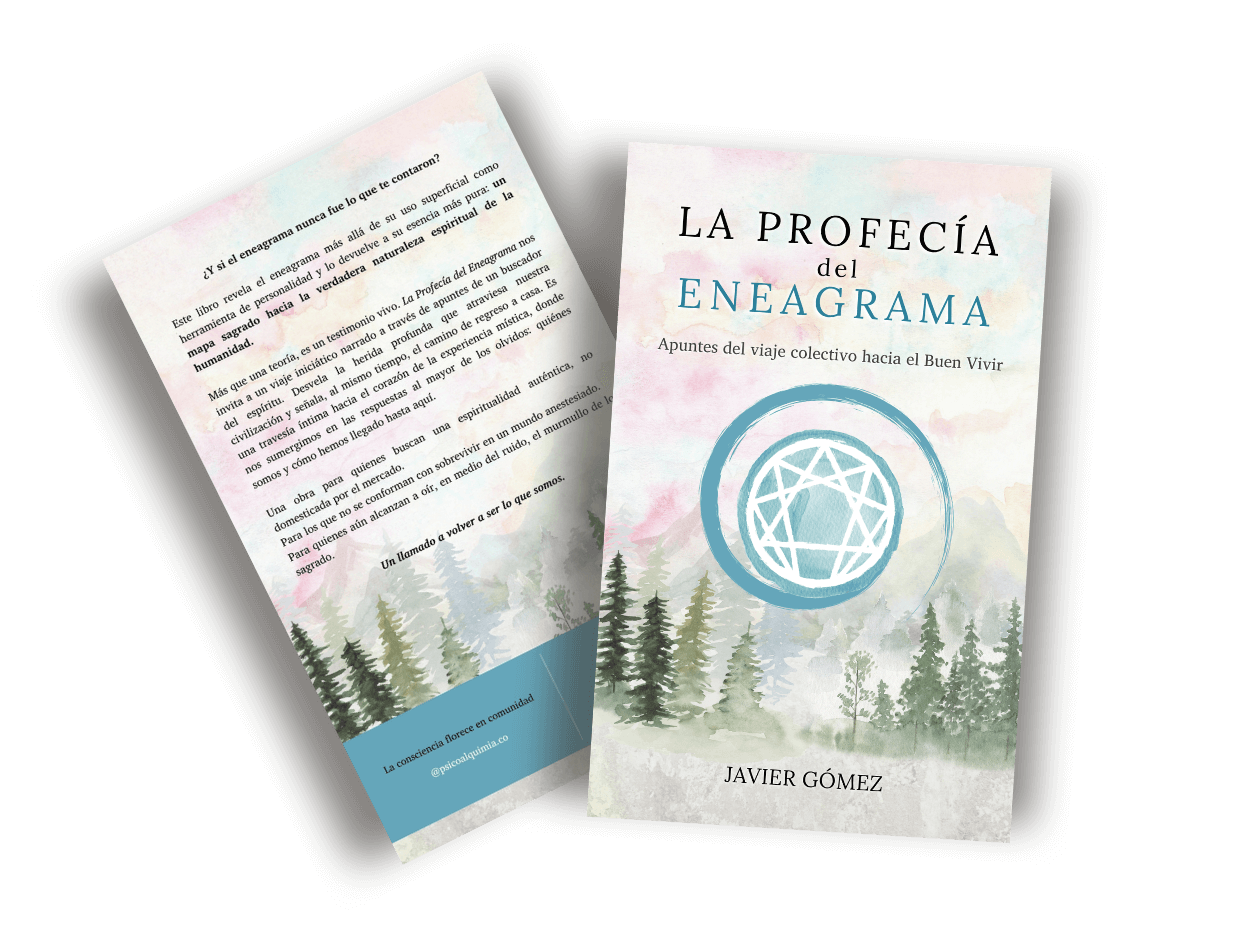 ¿Y si el eneagrama nunca fue lo que te contaron?
Este libro revela el eneagrama más allá de su uso superficial como
herramienta de personalidad y lo devuelve a su esencia más pura: un
mapa sagrado hacia la verdadera naturaleza espiritual de la
humanidad.
Más que una teoría, es un testimonio vivo. La Profecía del Eneagrama nos
invita a un viaje iniciático narrado a través de apuntes de un buscador
del espíritu. Desvela la herida profunda que atraviesa nuestra
civilización y señala, al mismo tiempo, el camino de regreso a casa. Es
una travesía íntima hacia el corazón de la experiencia mística, donde
nos sumergimos en las respuestas al mayor de los olvidos: quiénes
somos y cómo hemos llegado hasta aquí.
Una obra para quienes buscan una espiritualidad auténtica, no
domesticada por el mercado.
Para los que no se conforman con sobrevivir en un mundo anestesiado.
Para quienes aún alcanzan a oír, en medio del ruido, el murmullo de
sagrado.
Un llamado a volver a ser lo que somos.
La consciencia florece en comunidad
@psicoalquimia.co
LA PROFECÍA
del
ENEAGRAMA
Apuntes del viaje colectivo hacia el Buen Vivir
JAVIER GÓMEZ